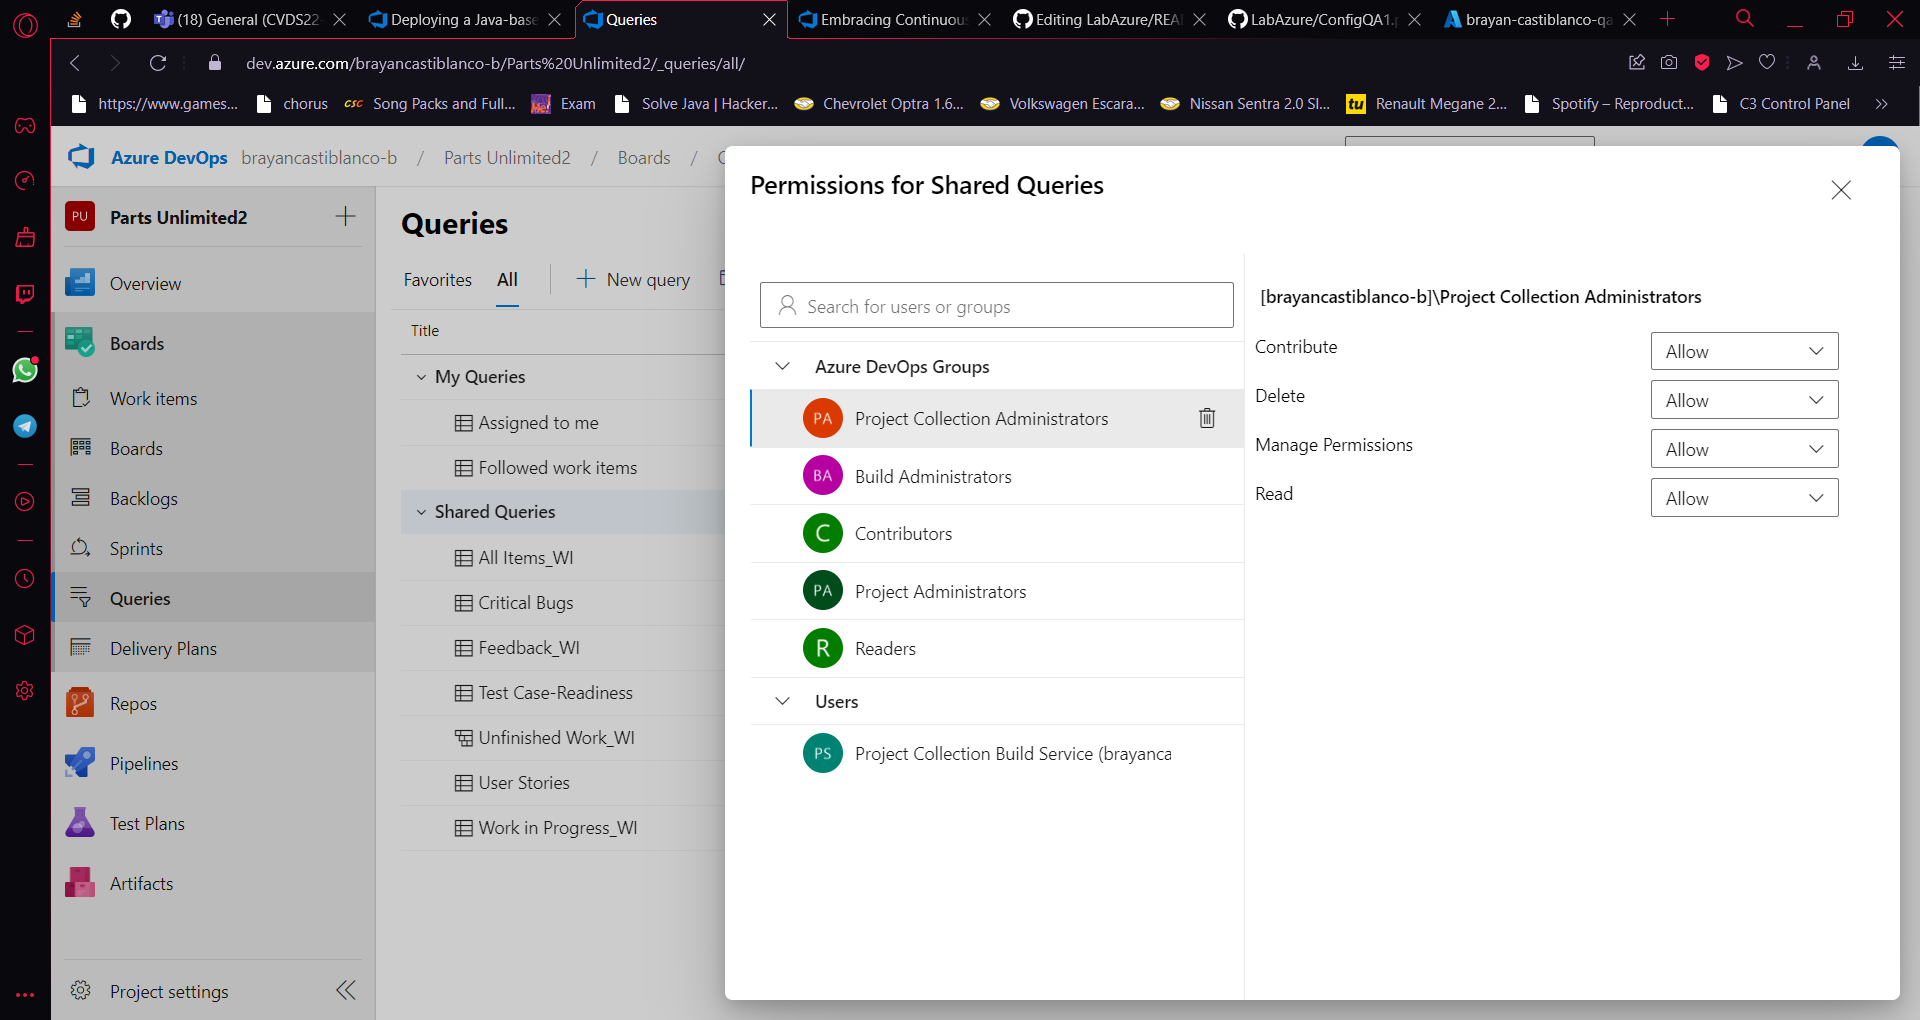 (18) General (CVDS22-
Deploying a Java-base
Queries
Embracing Continuou
Editing LabAzure/REA
LabAzure/ConfigQA1.p
brayan-castiblanco-qa
dev.azure.com/brayancastiblanco-b/Parts%20Unlimited2/_queries/all/
https://www.games...
chorus
CSC Song Packs and Full...
Exam
Solve Java | Hacker...
Chevrolet Optra 1.6...
Volkswagen Escara...
Nissan Sentra 2.0 Sl...
tu Renault Megane 2...
Spotify – Reproduct...
C3 Control Panel
Azure DevOps
brayancastiblanco-b / Parts Unlimited2 / Boards /
PU Parts Unlimited2
Overview
Boards
Work items
Boards
Backlogs
Sprints
Queries
Delivery Plans
Repos
Pipelines
Test Plans
Artifacts
Project settings
Queries
Favorites
All
New query
Title
My Queries
Assigned to me
Followed work items
Shared Queries
All Items_WI
Critical Bugs
Feedback_WI
Test Case-Readiness
Unfinished Work_WI
User Stories
Work in Progress_WI
Permissions for Shared Queries
Search for users or groups
Azure DevOps Groups
PA Project Collection Administrators
BA Build Administrators
C Contributors
PA Project Administrators
R Readers
Users
PS Project Collection Build Service (brayanca
[brayancastiblanco-b]\Project Collection Administrators
Contribute Allow
Delete Allow
Manage Permissions Allow
Read Allow